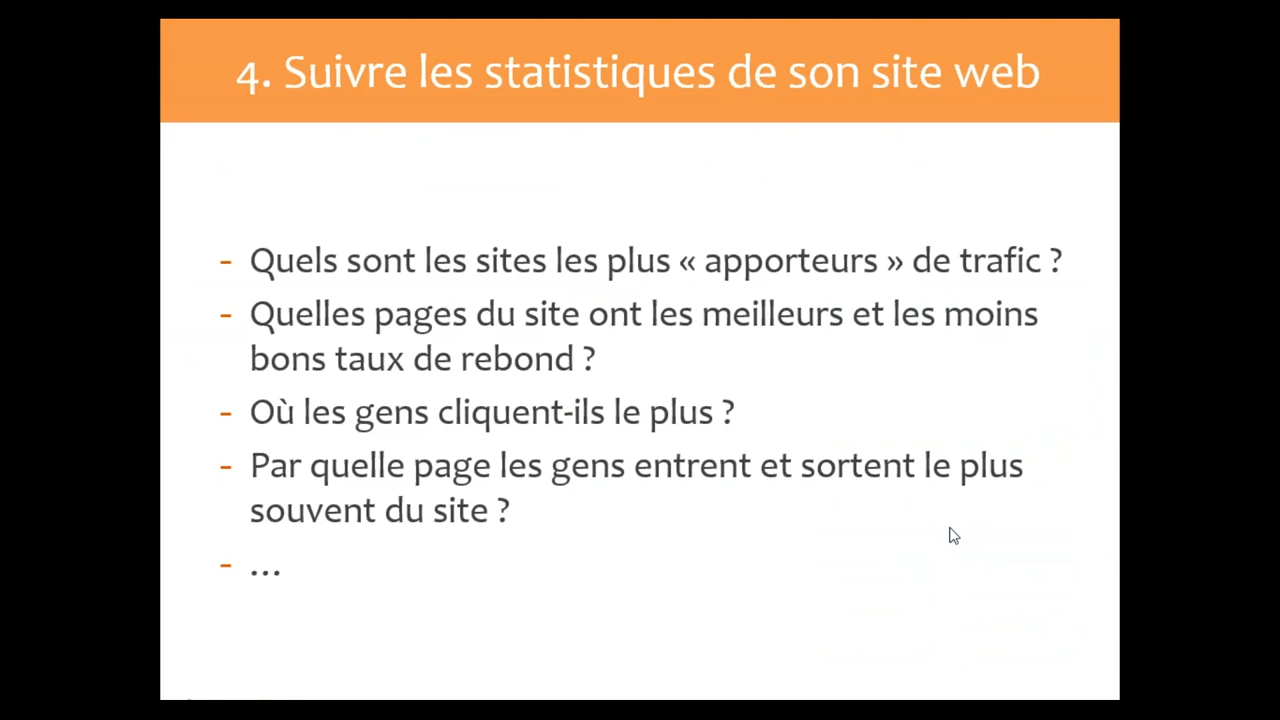 4. Suivre les statistiques de son site web
- Quels sont les sites les plus « apporteurs » de trafic ?
- Quelles pages du site ont les meilleurs et les moins
bons taux de rebond ?
- Où les gens cliquent-ils le plus ?
- Par quelle page les gens entrent et sortent le plus
souvent du site ?
- ...